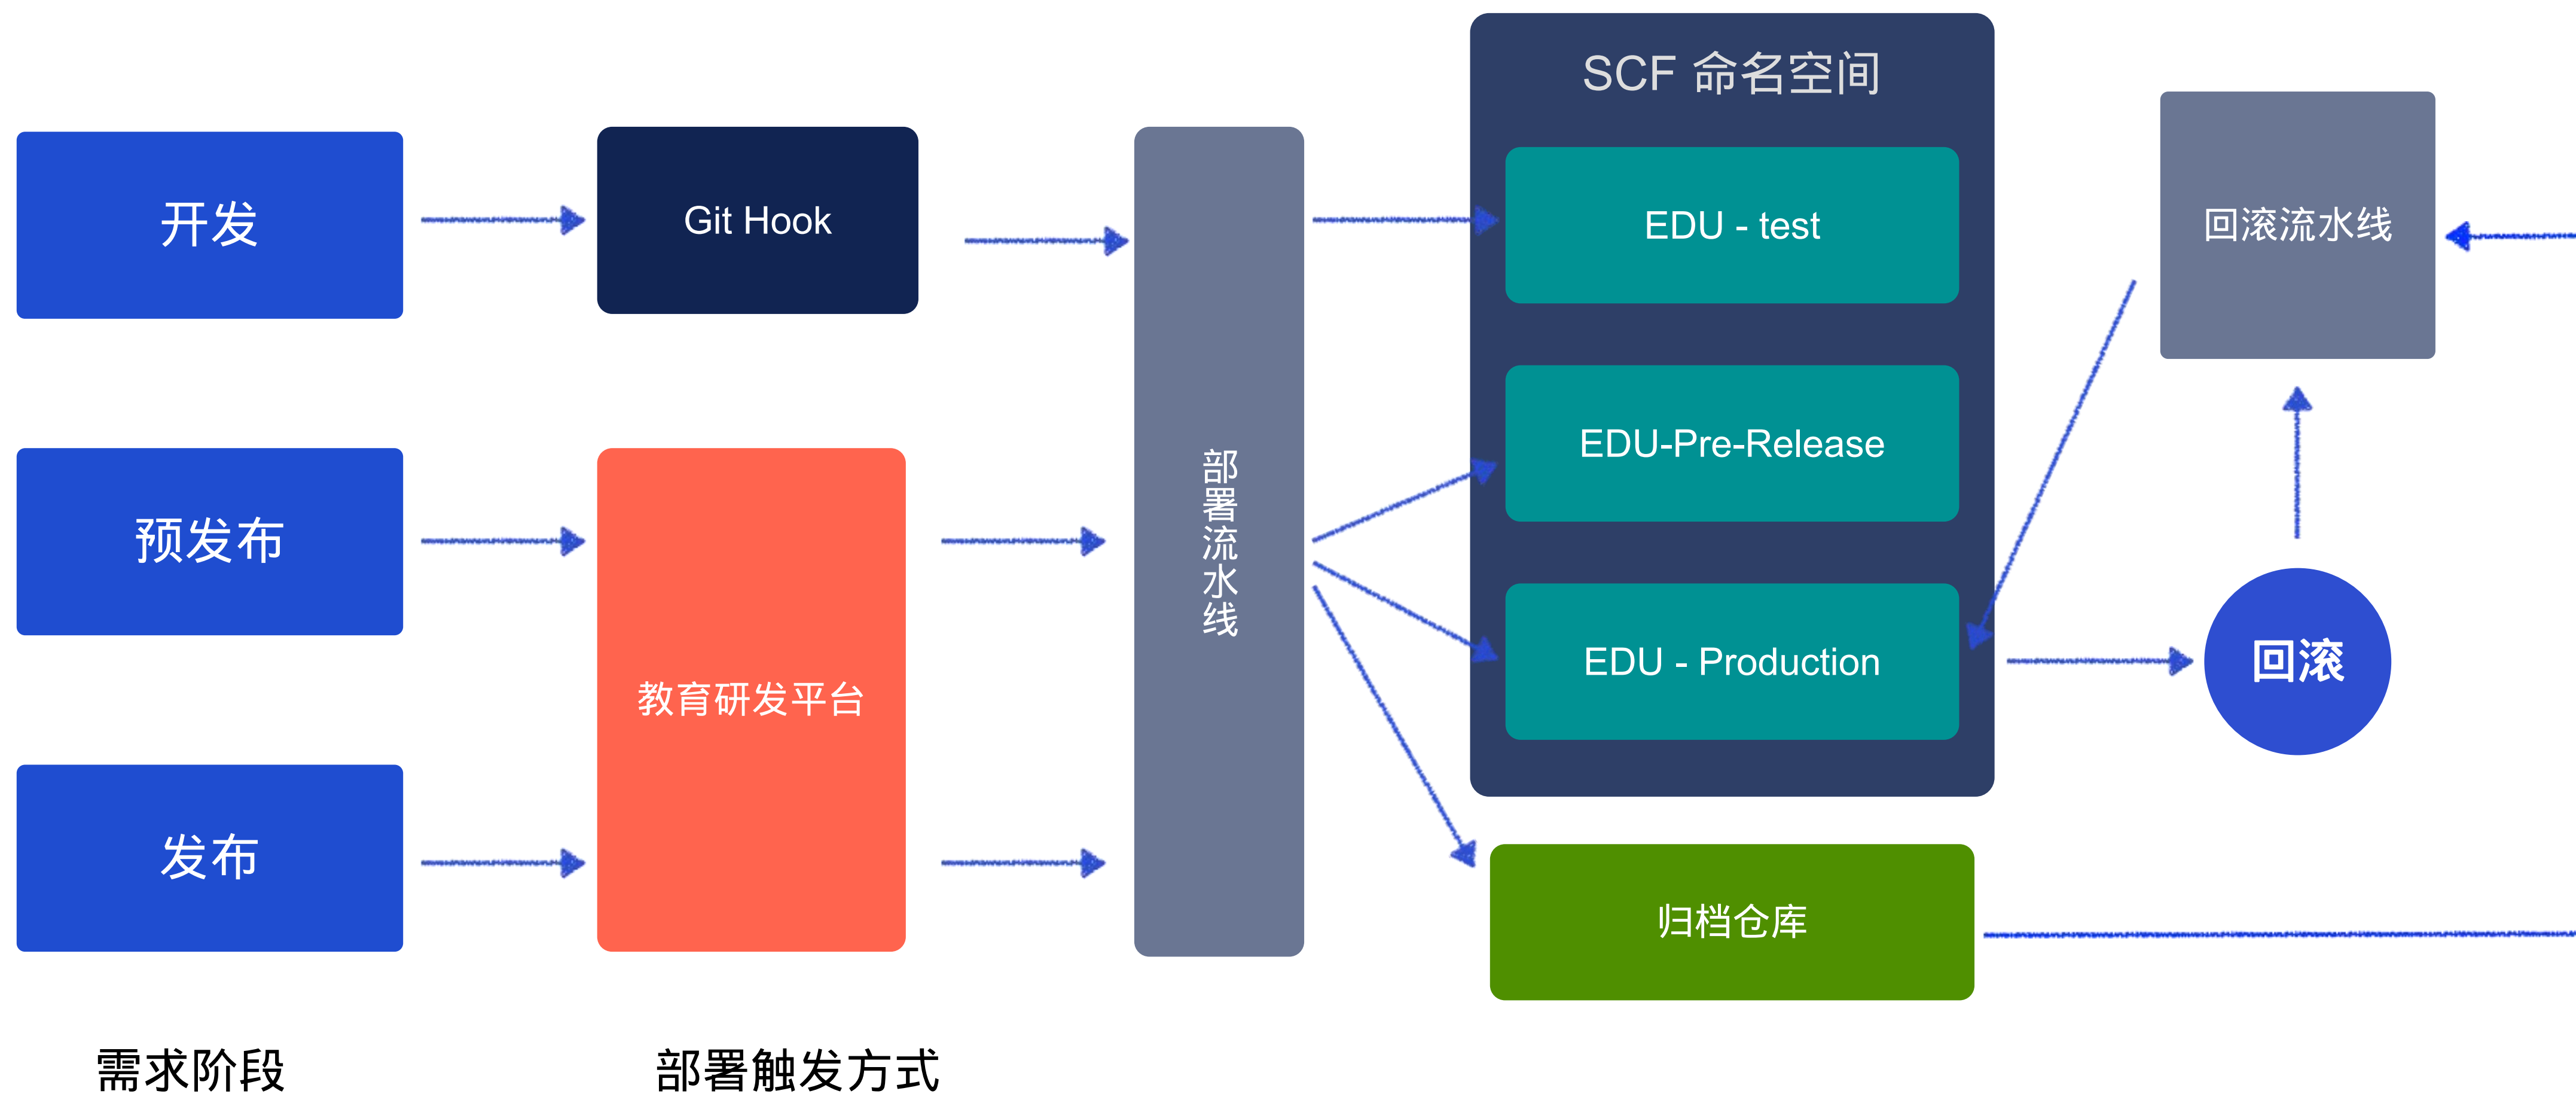 SCF 命名空间
开发
Git Hook
EDU - test
回滚流水线
预发布
教育研发平台
部署流水线
EDU-Pre-Release
EDU - Production
回滚
发布
归档仓库
需求阶段
部署触发方式